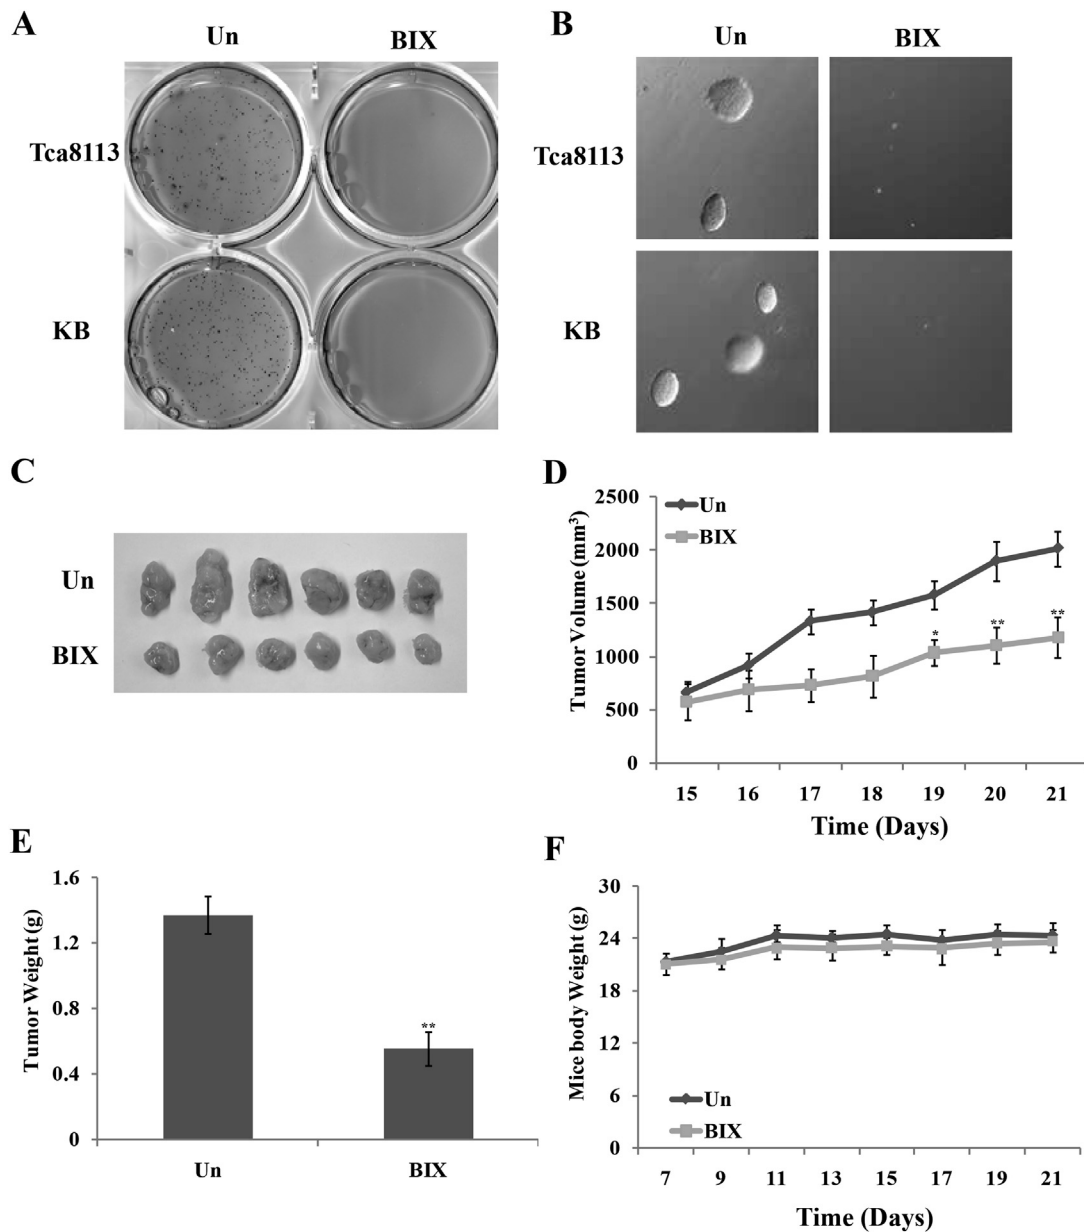 A
Un BIX
Tca8113
KB
B
Un BIX
Tca8113
KB
C
Un
BIX
D
Tumor Volume (mm³)
2500
2000
1500
1000
500
0
Un
BIX
* ** **
15 16 17 18 19 20 21
Time (Days)
E
Tumor Weight (g)
1.6
1.2
0.8
0.4
0
**
Un BIX
F
Mice body Weight (g)
30
24
18
12
6
0
Un
BIX
7 9 11 13 15 17 19 21
Time (Days)